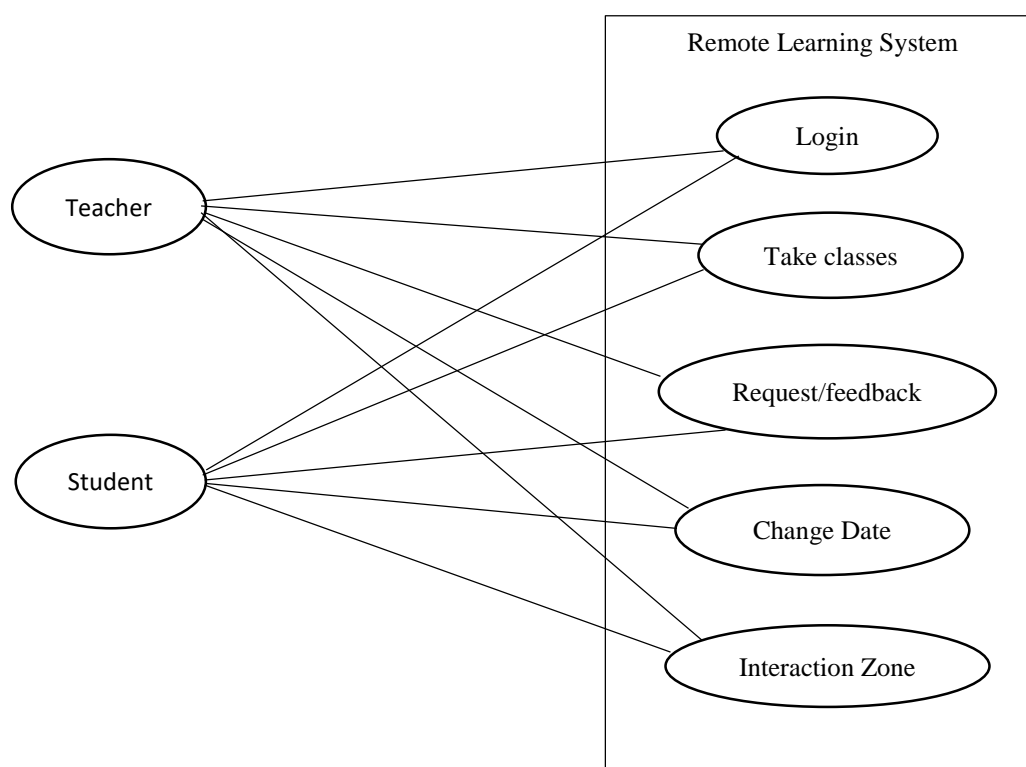 Remote Learning System
Login
Teacher
Take classes
Request/feedback
Student
Change Date
Interaction Zone